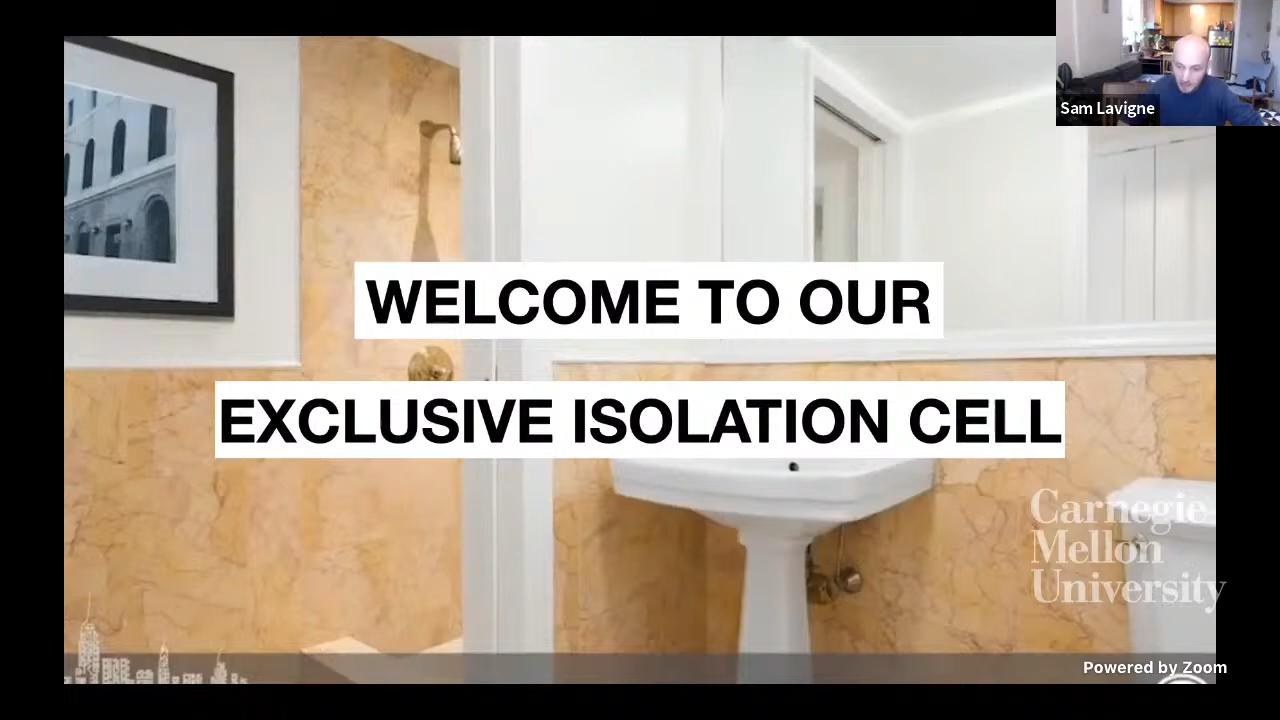 Sam Lavigne
WELCOME TO OUR
EXCLUSIVE ISOLATION CELL
Carnegie
Mellon
University
Powered by Zoom